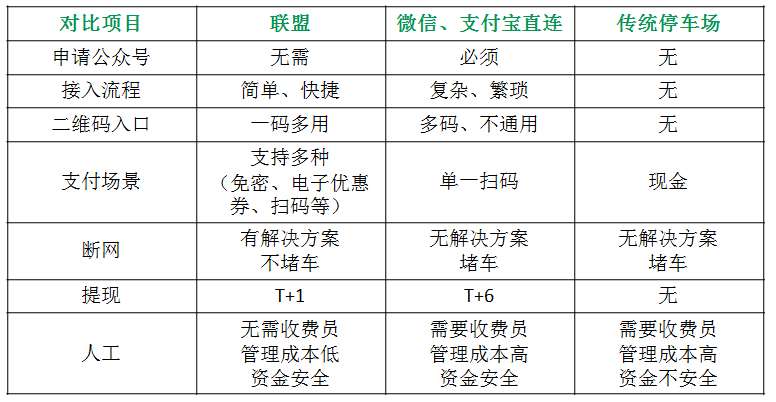 对比项目 联盟 微信、支付宝直连 传统停车场
申请公众号 无需 必须 无
接入流程 简单、快捷 复杂、繁琐 无
二维码入口 一码多用 多码、不通用 无
支付场景
支持多种
（免密、电子优惠
券、扫码等）
单一扫码
现金
断网
有解决方案
不堵车
无解决方案
堵车
无解决方案
堵车
提现 T+1 T+6 无
人工
无需收费员
管理成本低
资金安全
需要收费员
管理成本高
资金安全
需要收费员
管理成本高
资金不安全